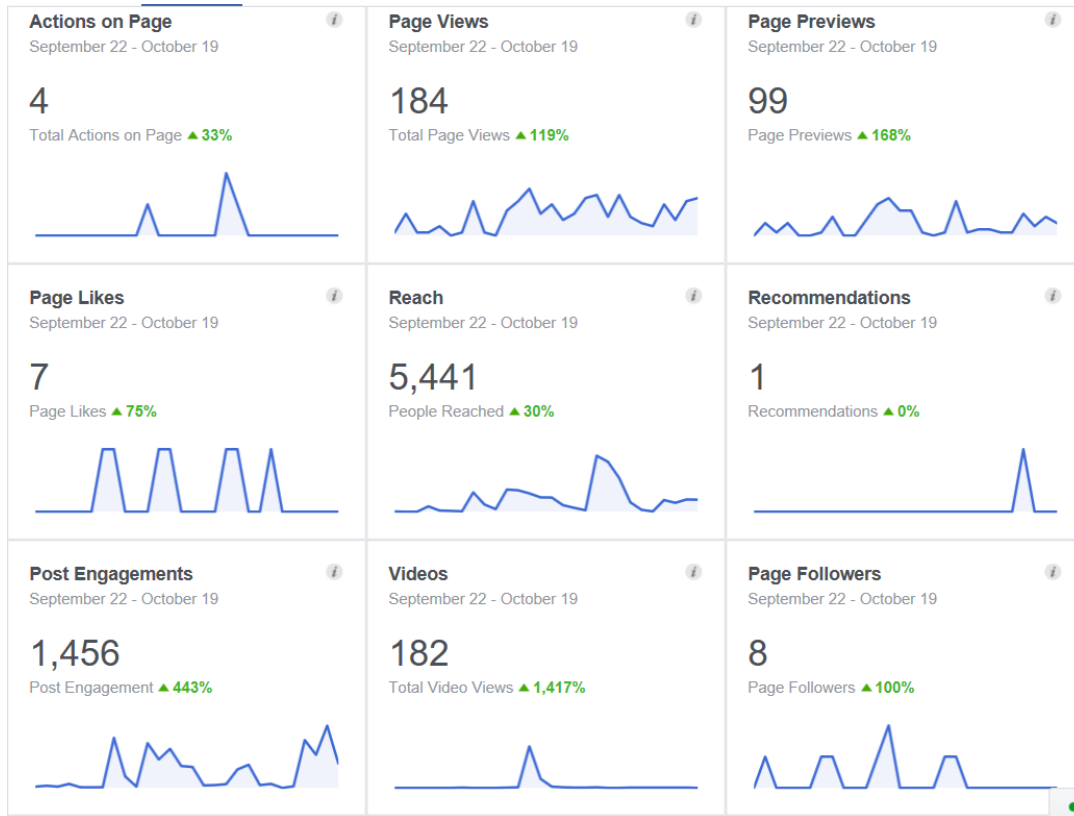 Actions on Page
September 22 - October 19
4
Total Actions on Page ▲ 33%
Page Views
September 22 - October 19
184
Total Page Views ▲ 119%
Page Previews
September 22 - October 19
99
Page Previews ▲ 168%
Page Likes
September 22 - October 19
7
Page Likes ▲ 75%
Reach
September 22 - October 19
5,441
People Reached ▲ 30%
Recommendations
September 22 - October 19
1
Recommendations ▲ 0%
Post Engagements
September 22 - October 19
1,456
Post Engagement ▲ 443%
Videos
September 22 - October 19
182
Total Video Views ▲ 1,417%
Page Followers
September 22 - October 19
8
Page Followers ▲ 100%